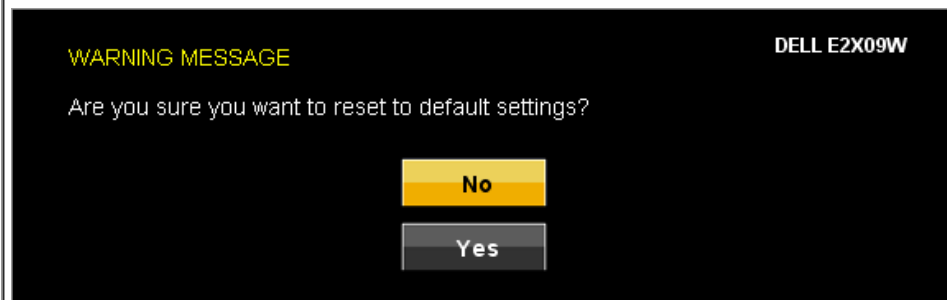 DELL E2X09W
WARNING MESSAGE
Are you sure you want to reset to default settings?
No
Yes